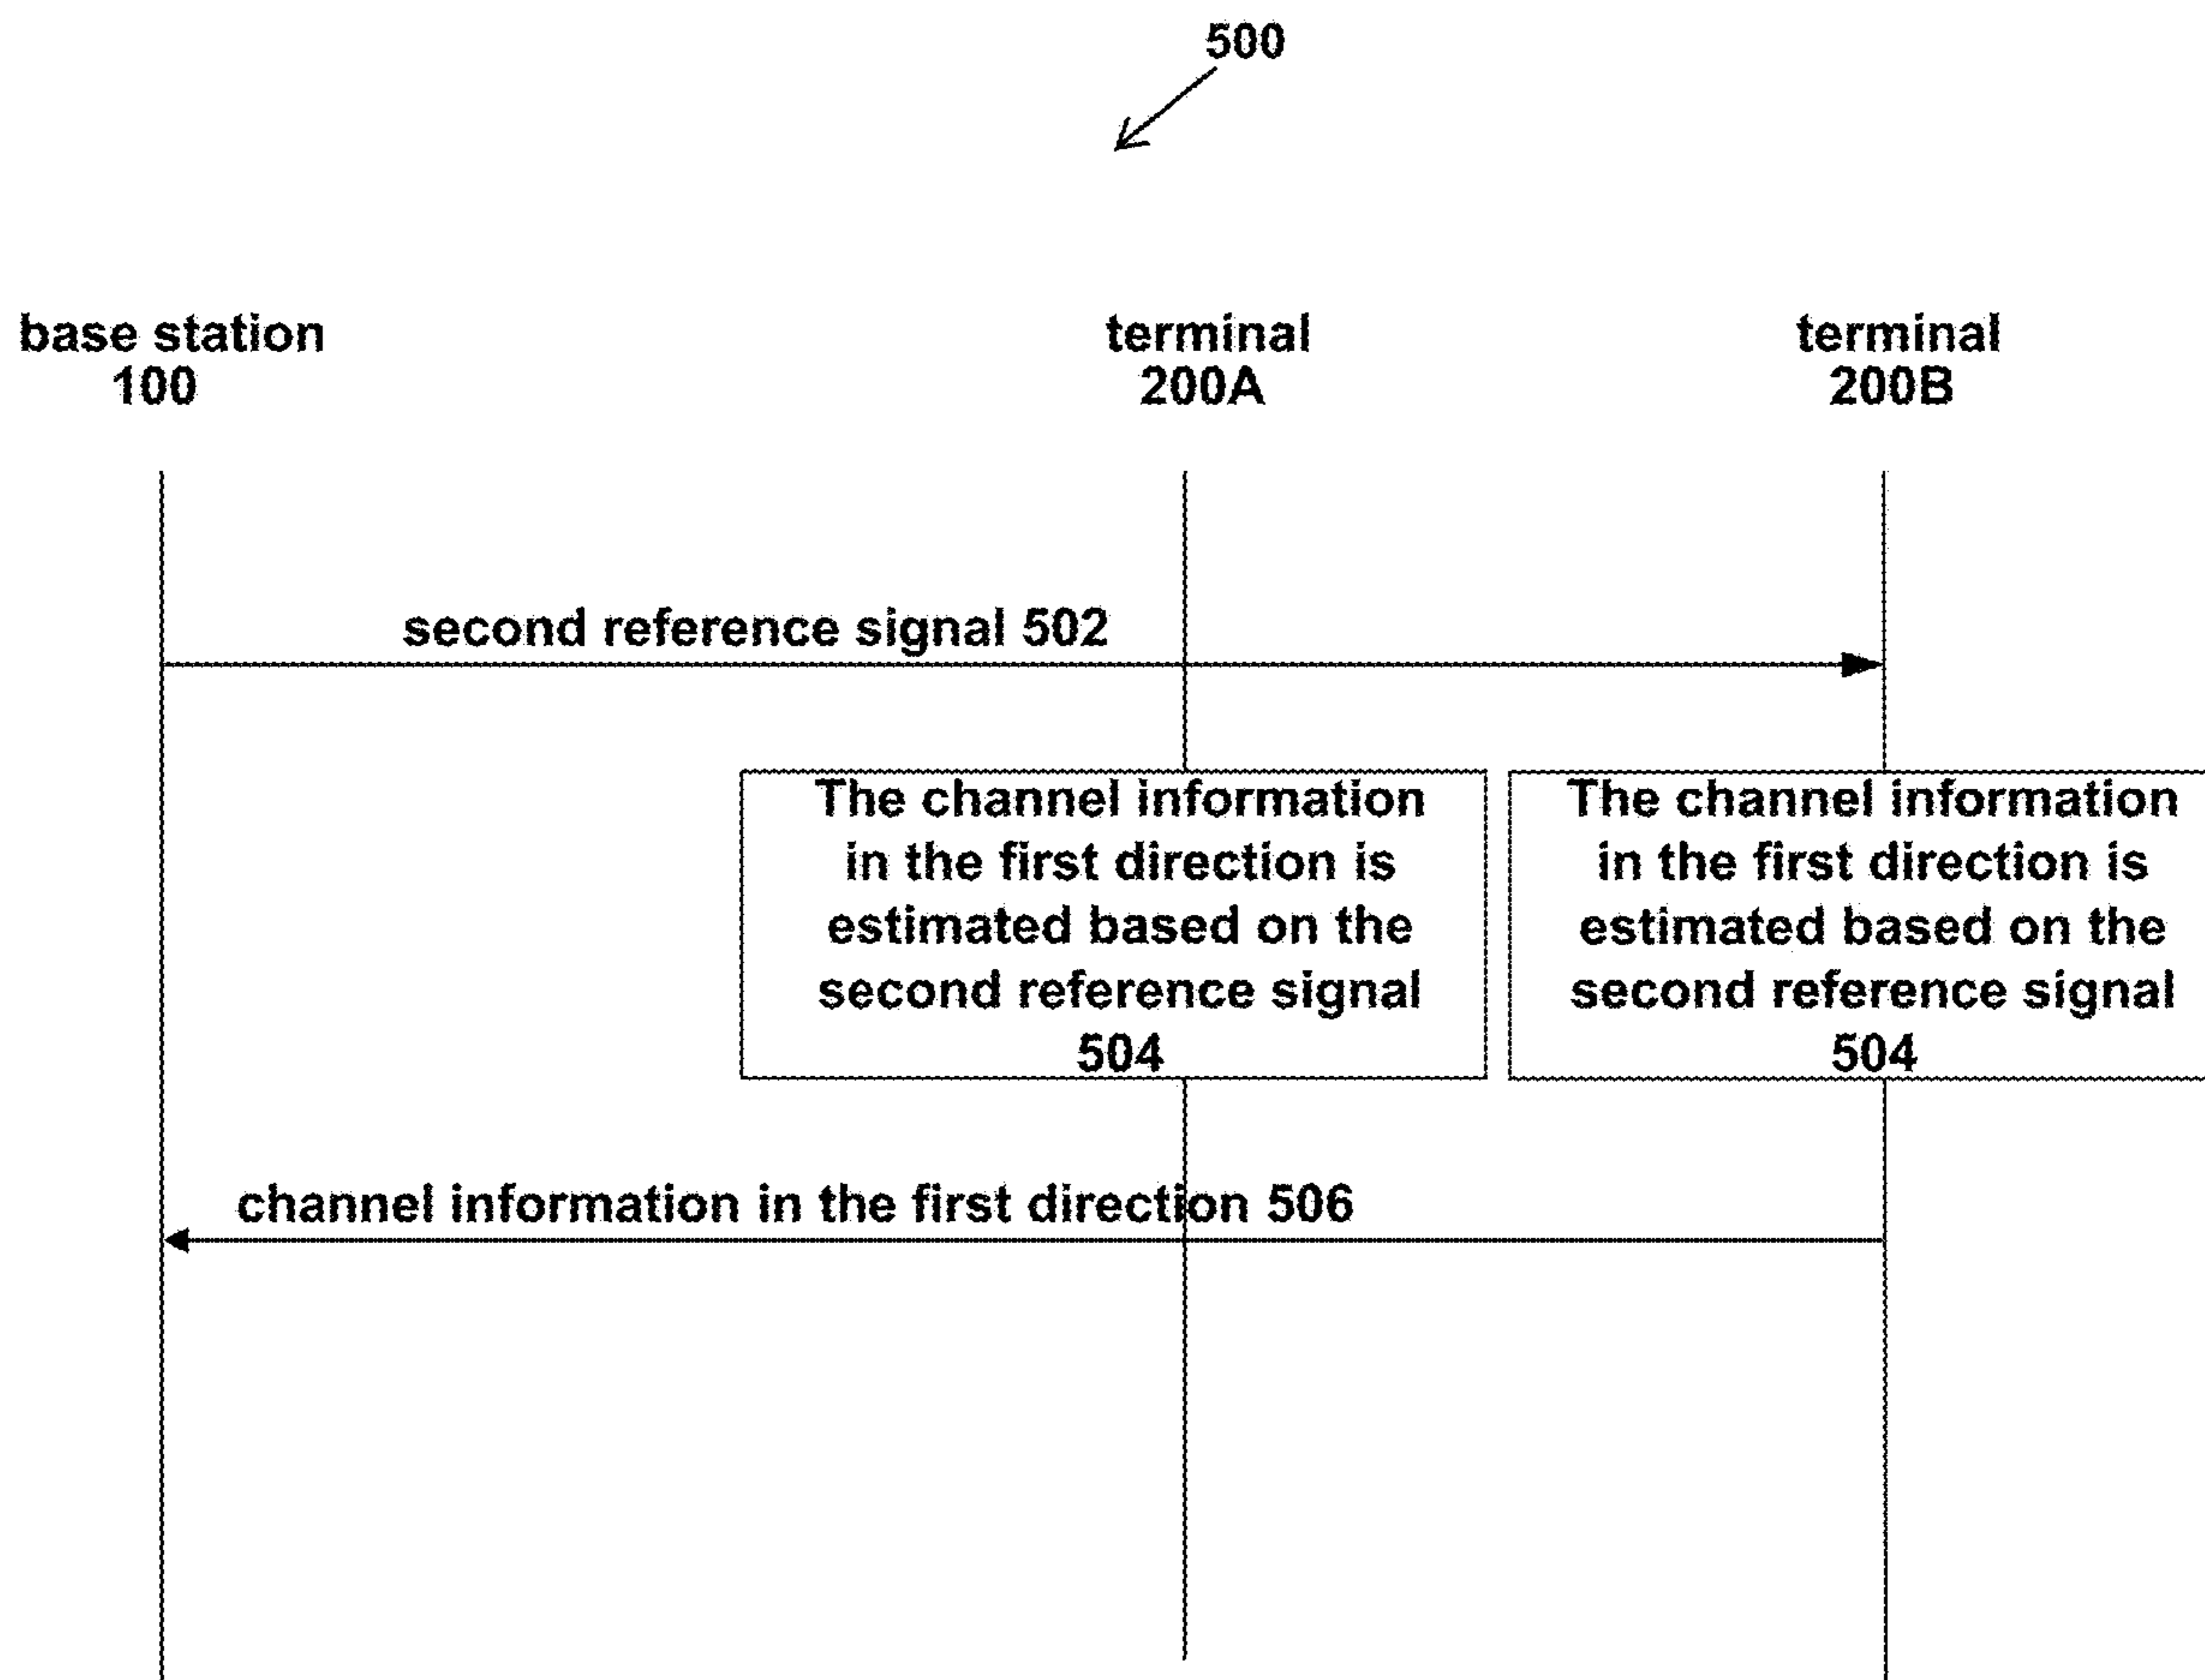 500
base station
100
terminal
200A
terminal
200B
second reference signal 502
The channel information
in the first direction is
estimated based on the
second reference signal
504
The channel information
in the first direction is
estimated based on the
second reference signal
504
channel information in the first direction 506